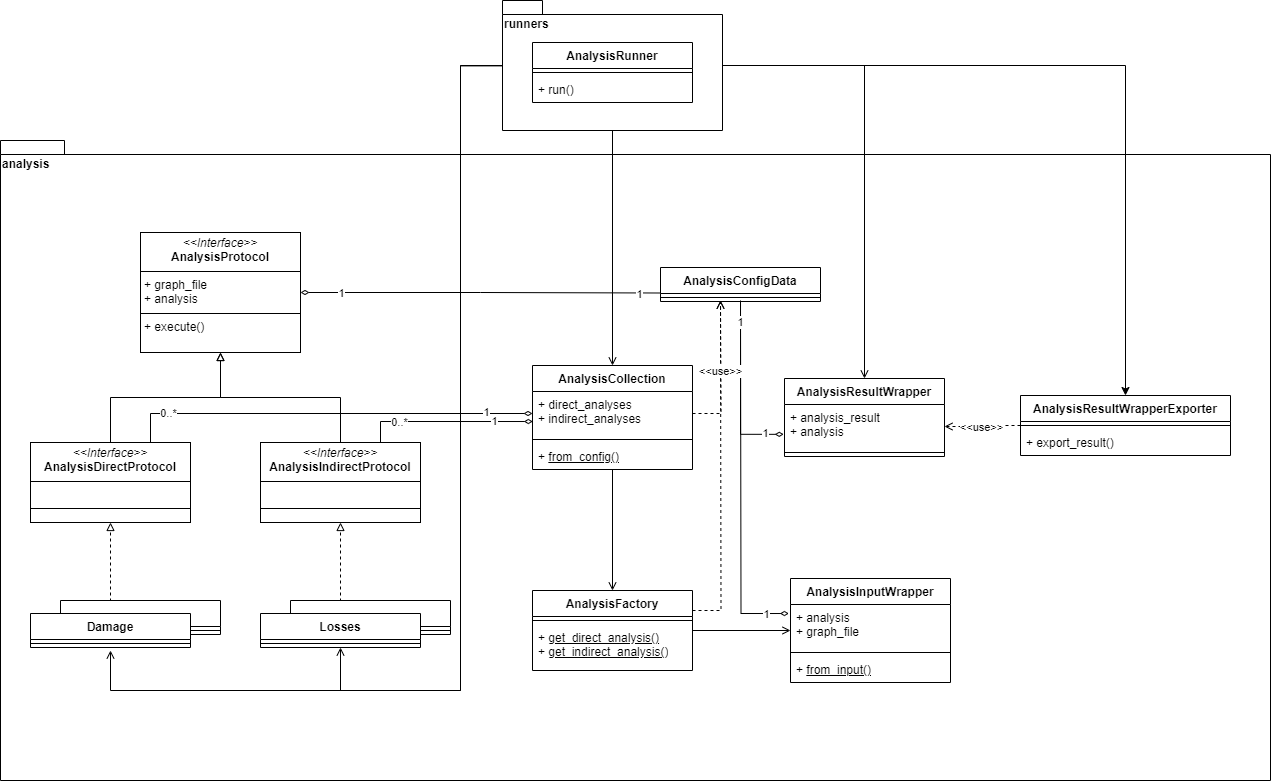 runners
AnalysisRunner
+ run()
analysis
<<Interface>>
AnalysisProtocol
+ graph_file
+ analysis
+ execute()
1
1
AnalysisConfigData
1
<<use>>
AnalysisCollection
+ direct_analyses
+ indirect_analyses
+ from_config()
0..*
1
0..*
1
AnalysisResultWrapper
+ analysis_result
+ analysis
1
<<use>>
AnalysisResultWrapperExporter
+ export_result()
<<Interface>>
AnalysisDirectProtocol
<<Interface>>
AnalysisIndirectProtocol
Damage
Losses
AnalysisFactory
+ get_direct_analysis()
+ get_indirect_analysis()
1
AnalysisInputWrapper
+ analysis
+ graph_file
+ from_input()